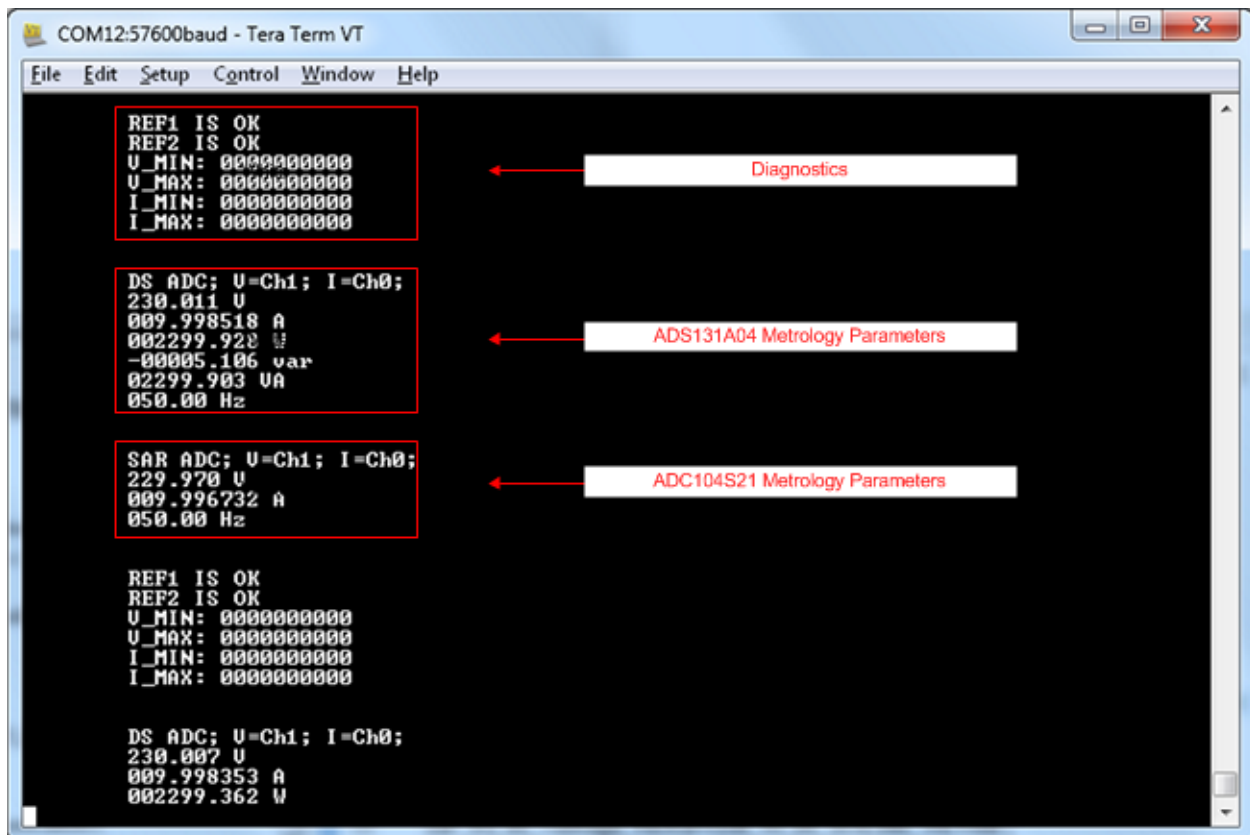 COM12:57600baud - Tera Term VT
File Edit Setup Control Window Help
REF1 IS OK
REF2 IS OK
V_MIN: 0000000000
V_MAX: 0000000000
I_MIN: 0000000000
I_MAX: 0000000000
Diagnostics
DS ADC; V=Ch1; I=Ch0;
230.011 V
009.998518 A
002299.928 W
-00005.106 var
02299.903 VA
050.00 Hz
ADS131A04 Metrology Parameters
SAR ADC; V=Ch1; I=Ch0;
229.970 V
009.996732 A
050.00 Hz
ADC104S21 Metrology Parameters
REF1 IS OK
REF2 IS OK
V_MIN: 0000000000
V_MAX: 0000000000
I_MIN: 0000000000
I_MAX: 0000000000
DS ADC; V=Ch1; I=Ch0;
230.007 V
009.998353 A
002299.362 W